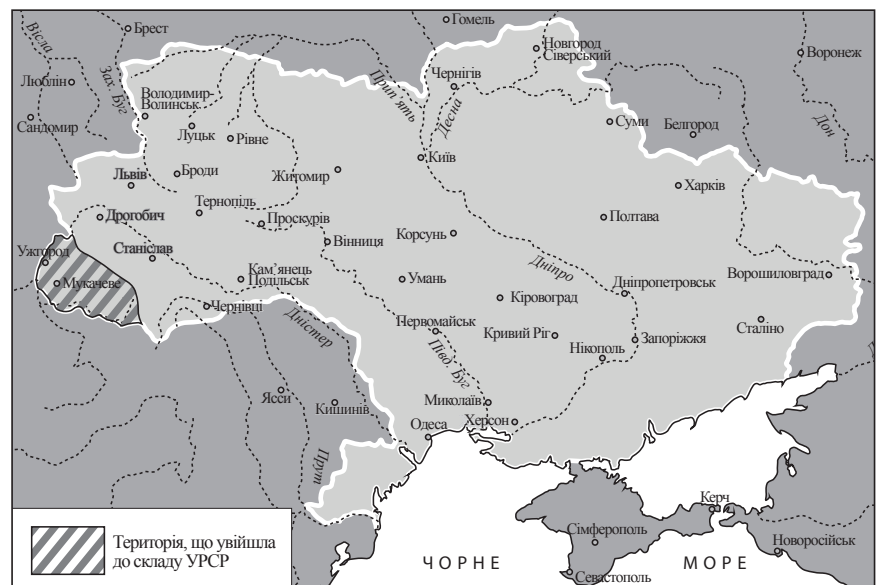 Гомель
Брест
Вісла
Новгород
Сіверський
Воронеж
Чернігів
Люблін
Зах. Буг
Прип'ять
Володимир-
Волинськ
Десна
Сандомир
Луцьк
Рівне
Суми
Белгород
Дон
Київ
Львів
Броди
Житомир
Харків
Дрогобич
Тернопіль
Проскурів
Полтава
Корсунь
Вінниця
Ужгород
Станіслав
Мукачеве
Кам'янець
Подільськ
Умань
Дніпро
Дніпропетровськ
Ворошиловград
Кіровоград
Чернівці
Дністер
Первомайськ
Кривий Ріг
Сталіно
Запоріжжя
Нікополь
Півд. Буг
Ясси
Кишинів
Миколаїв
Херсон
Одеса
Прут
Керч
Сімферополь
Новоросійськ
Севастополь
ЧОРНЕ МОРЕ
Територія, що увійшла
до складу УРСР